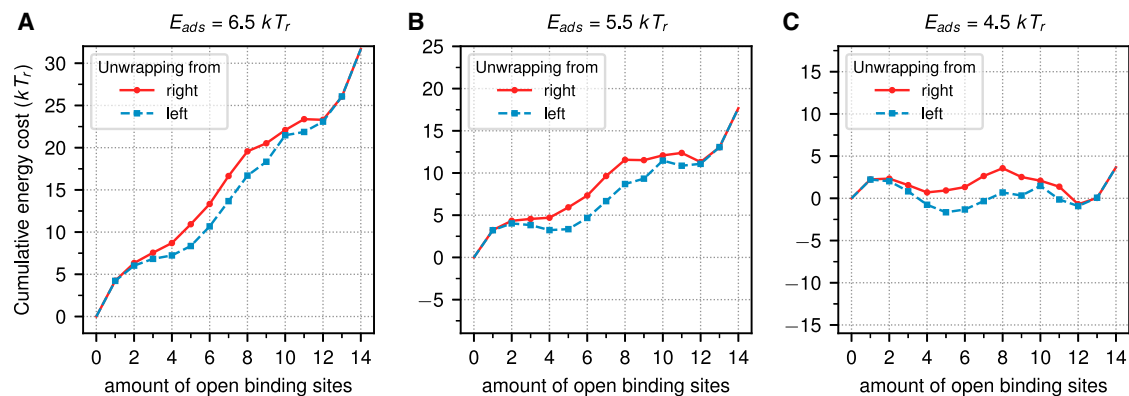 A
E_ads = 6.5 kT_r
Cumulative energy cost (kT_r)
30
25
20
15
10
5
0
Unwrapping from
right
left
0 2 4 6 8 10 12 14
amount of open binding sites
B
E_ads = 5.5 kT_r
25
20
15
10
5
0
−5
Unwrapping from
right
left
0 2 4 6 8 10 12 14
amount of open binding sites
C
E_ads = 4.5 kT_r
15
10
5
0
−5
−10
−15
Unwrapping from
right
left
0 2 4 6 8 10 12 14
amount of open binding sites